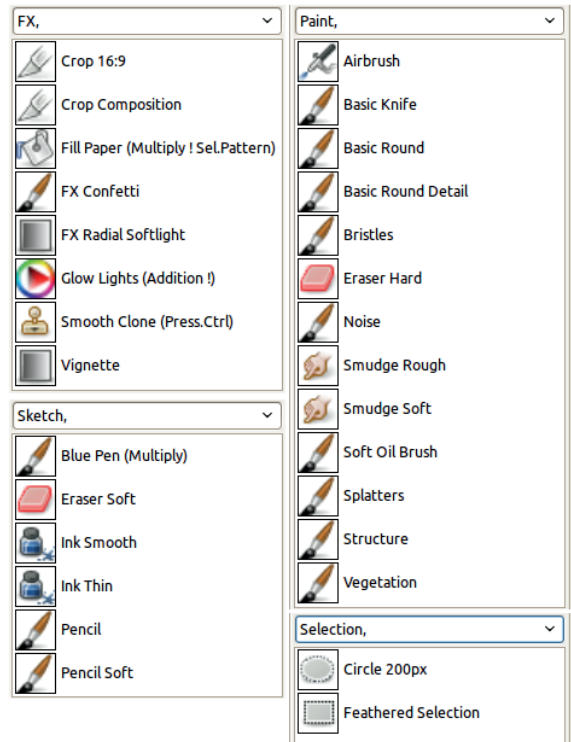 FX,
Crop 16:9
Crop Composition
Fill Paper (Multiply ! Sel.Pattern)
FX Confetti
FX Radial Softlight
Glow Lights (Addition !)
Smooth Clone (Press.Ctrl)
Vignette
Sketch,
Blue Pen (Multiply)
Eraser Soft
Ink Smooth
Ink Thin
Pencil
Pencil Soft
Paint,
Airbrush
Basic Knife
Basic Round
Basic Round Detail
Bristles
Eraser Hard
Noise
Smudge Rough
Smudge Soft
Soft Oil Brush
Splatters
Structure
Vegetation
Selection,
Circle 200px
Feathered Selection